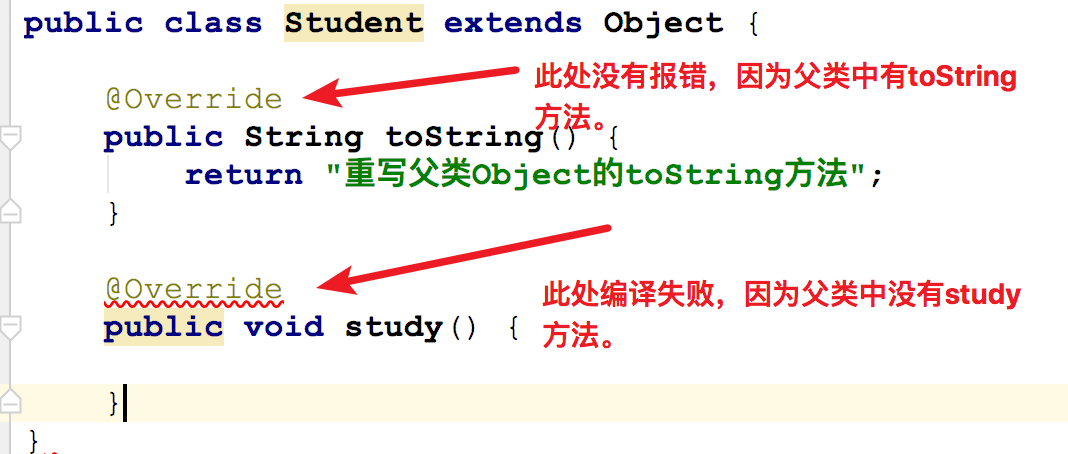 public class Student extends Object {
此处没有报错，因为父类中有toString
方法。
@Override
public String toString() {
return "重写父类Object的toString方法";
}
@Override
此处编译失败，因为父类中没有study
方法。
public void study() {
}
}